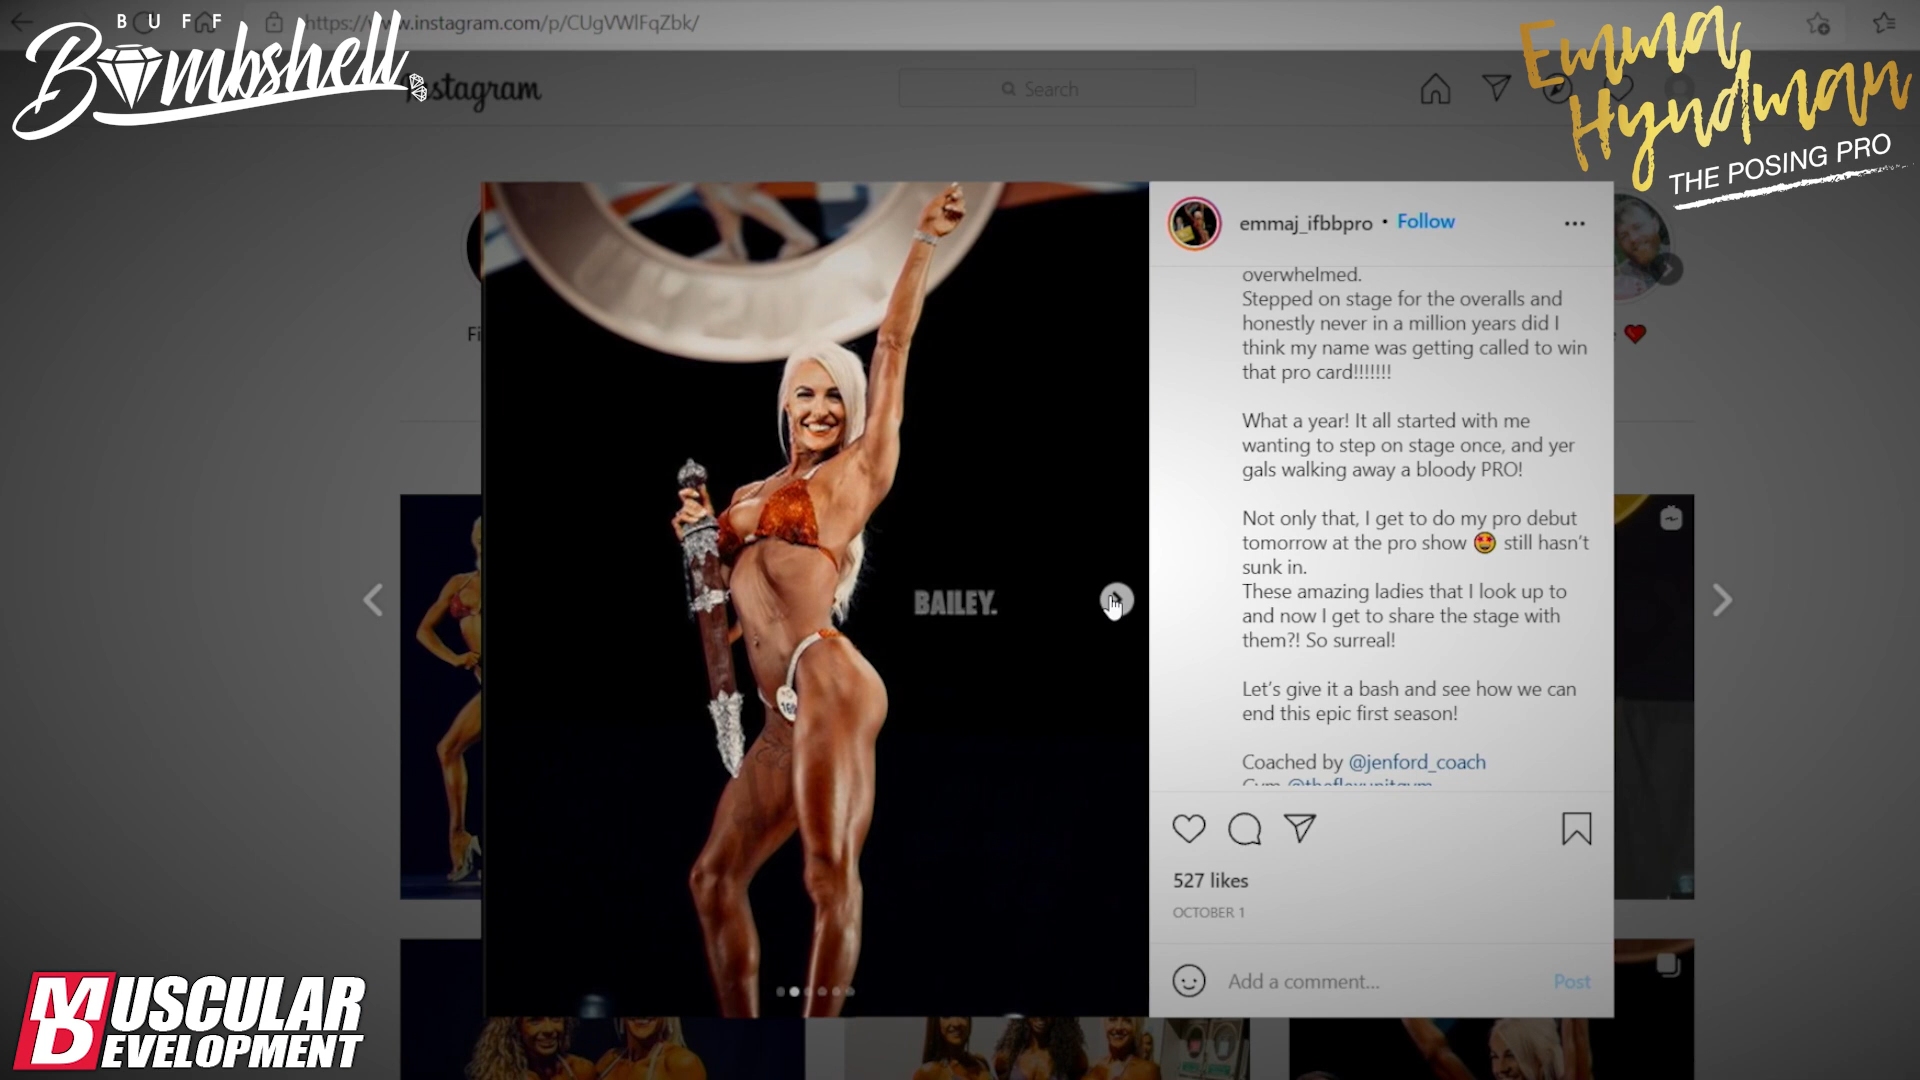 BUFF
Bombshell
https://www.instagram.com/p/CUgVWlFqZbk/
Instagram
Search
Emma
Hyndman
THE POSING PRO
emmaj_ifbbpro • Follow
overwhelmed.
Stepped on stage for the overalls and
honestly never in a million years did I
think my name was getting called to win
that pro card!!!!!!!
What a year! It all started with me
wanting to step on stage once, and yer
gals walking away a bloody PRO!
Not only that, I get to do my pro debut
tomorrow at the pro show 🤩 still hasn't
sunk in.
These amazing ladies that I look up to
and now I get to share the stage with
them?! So surreal!
Let's give it a bash and see how we can
end this epic first season!
Coached by @jenford_coach
BAILEY.
Fi
527 likes
OCTOBER 1
Add a comment...
Post
MUSCULAR
DEVELOPMENT